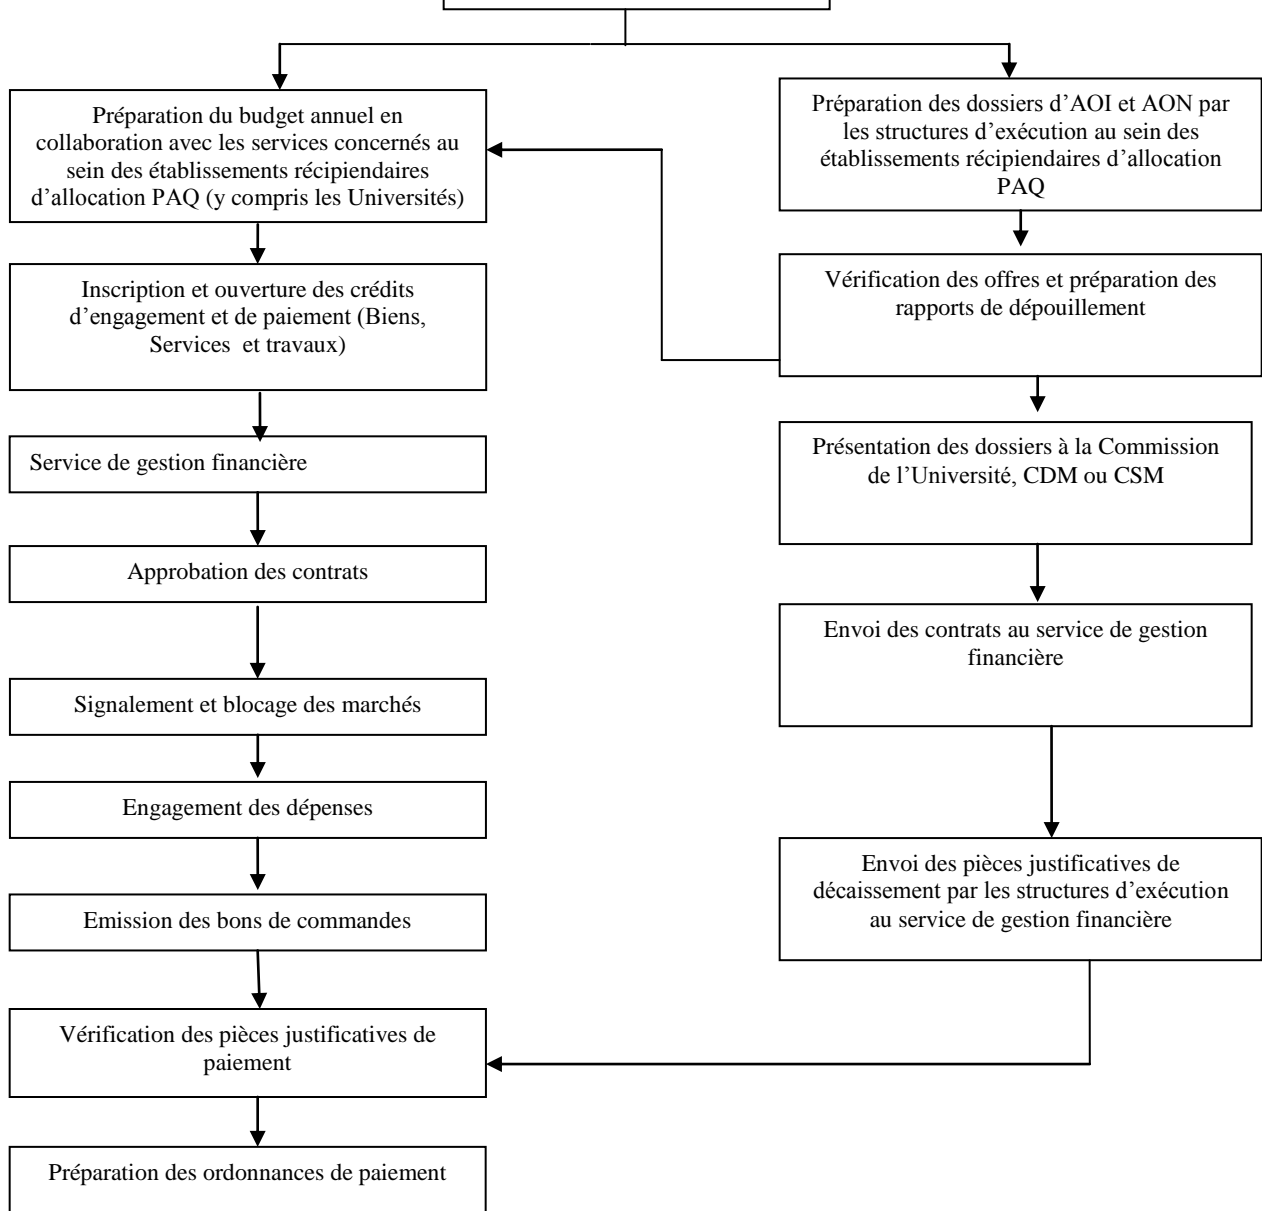 Préparation du budget annuel en
collaboration avec les services concernés au
sein des établissements récipiendaires
d'allocation PAQ (y compris les Universités)
Inscription et ouverture des crédits
d'engagement et de paiement (Biens,
Services et travaux)
Service de gestion financière
Approbation des contrats
Signalement et blocage des marchés
Engagement des dépenses
Emission des bons de commandes
Vérification des pièces justificatives de
paiement
Préparation des ordonnances de paiement
Préparation des dossiers d'AOI et AON par
les structures d'exécution au sein des
établissements récipiendaires d'allocation
PAQ
Vérification des offres et préparation des
rapports de dépouillement
Présentation des dossiers à la Commission
de l'Université, CDM ou CSM
Envoi des contrats au service de gestion
financière
Envoi des pièces justificatives de
décaissement par les structures d'exécution
au service de gestion financière